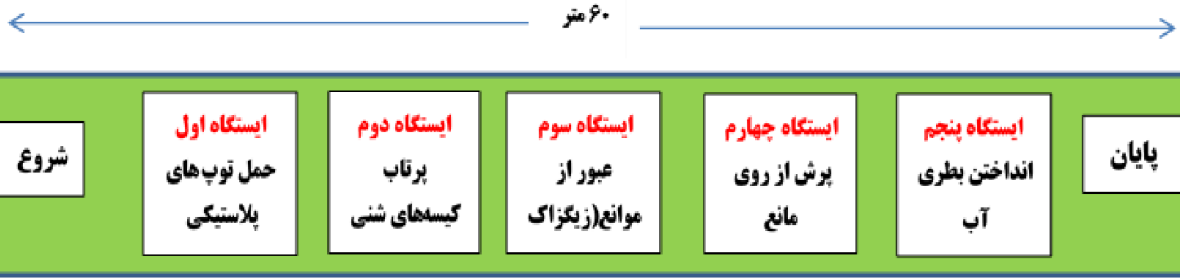 ۶۰ متر
شروع
ایستگاه اول
حمل توپ های
پلاستیکی
ایستگاه دوم
پرتاب
کیسه‌های شنی
ایستگاه سوم
عبور از
موانع(زیگزاک
ایستگاه چهارم
پرش از روی
مانع
ایستگاه پنجم
انداختن بطری
آب
پایان